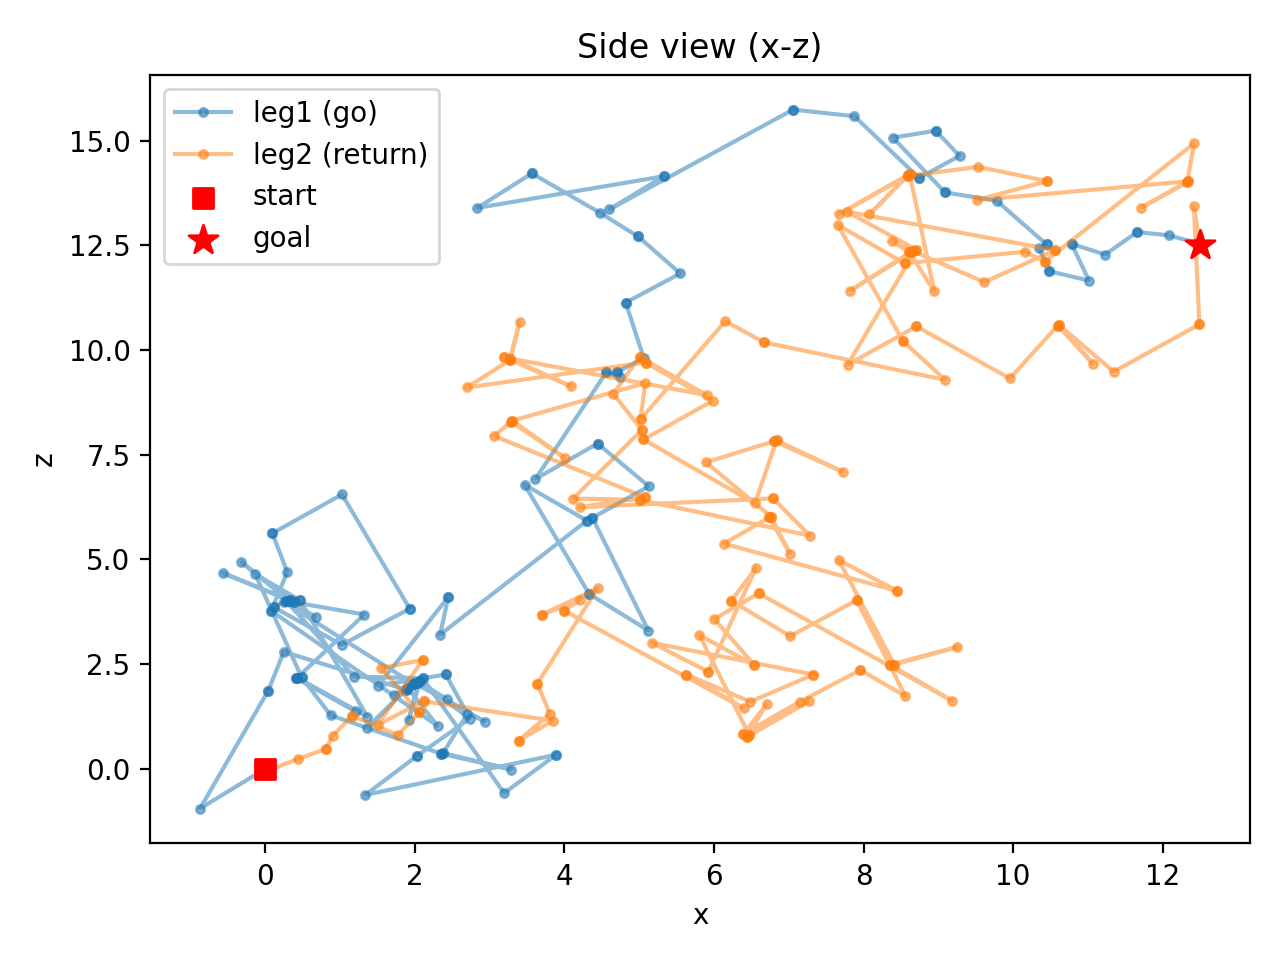 Side view (x-z)
leg1 (go)
leg2 (return)
start
goal
15.0
12.5
10.0
7.5
5.0
2.5
0.0
z
0 2 4 6 8 10 12
x